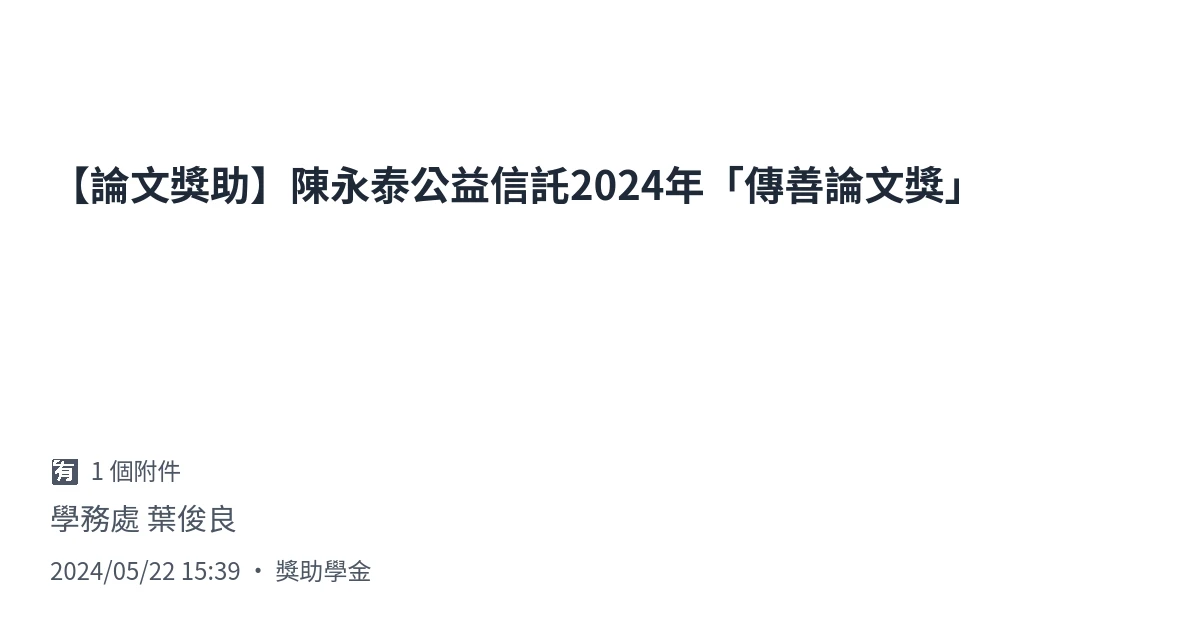 【論文獎助】陳永泰公益信託2024年「傳善論文獎」
有 1 個附件
學務處 葉俊良
2024/05/22 15:39 ・ 獎助學金